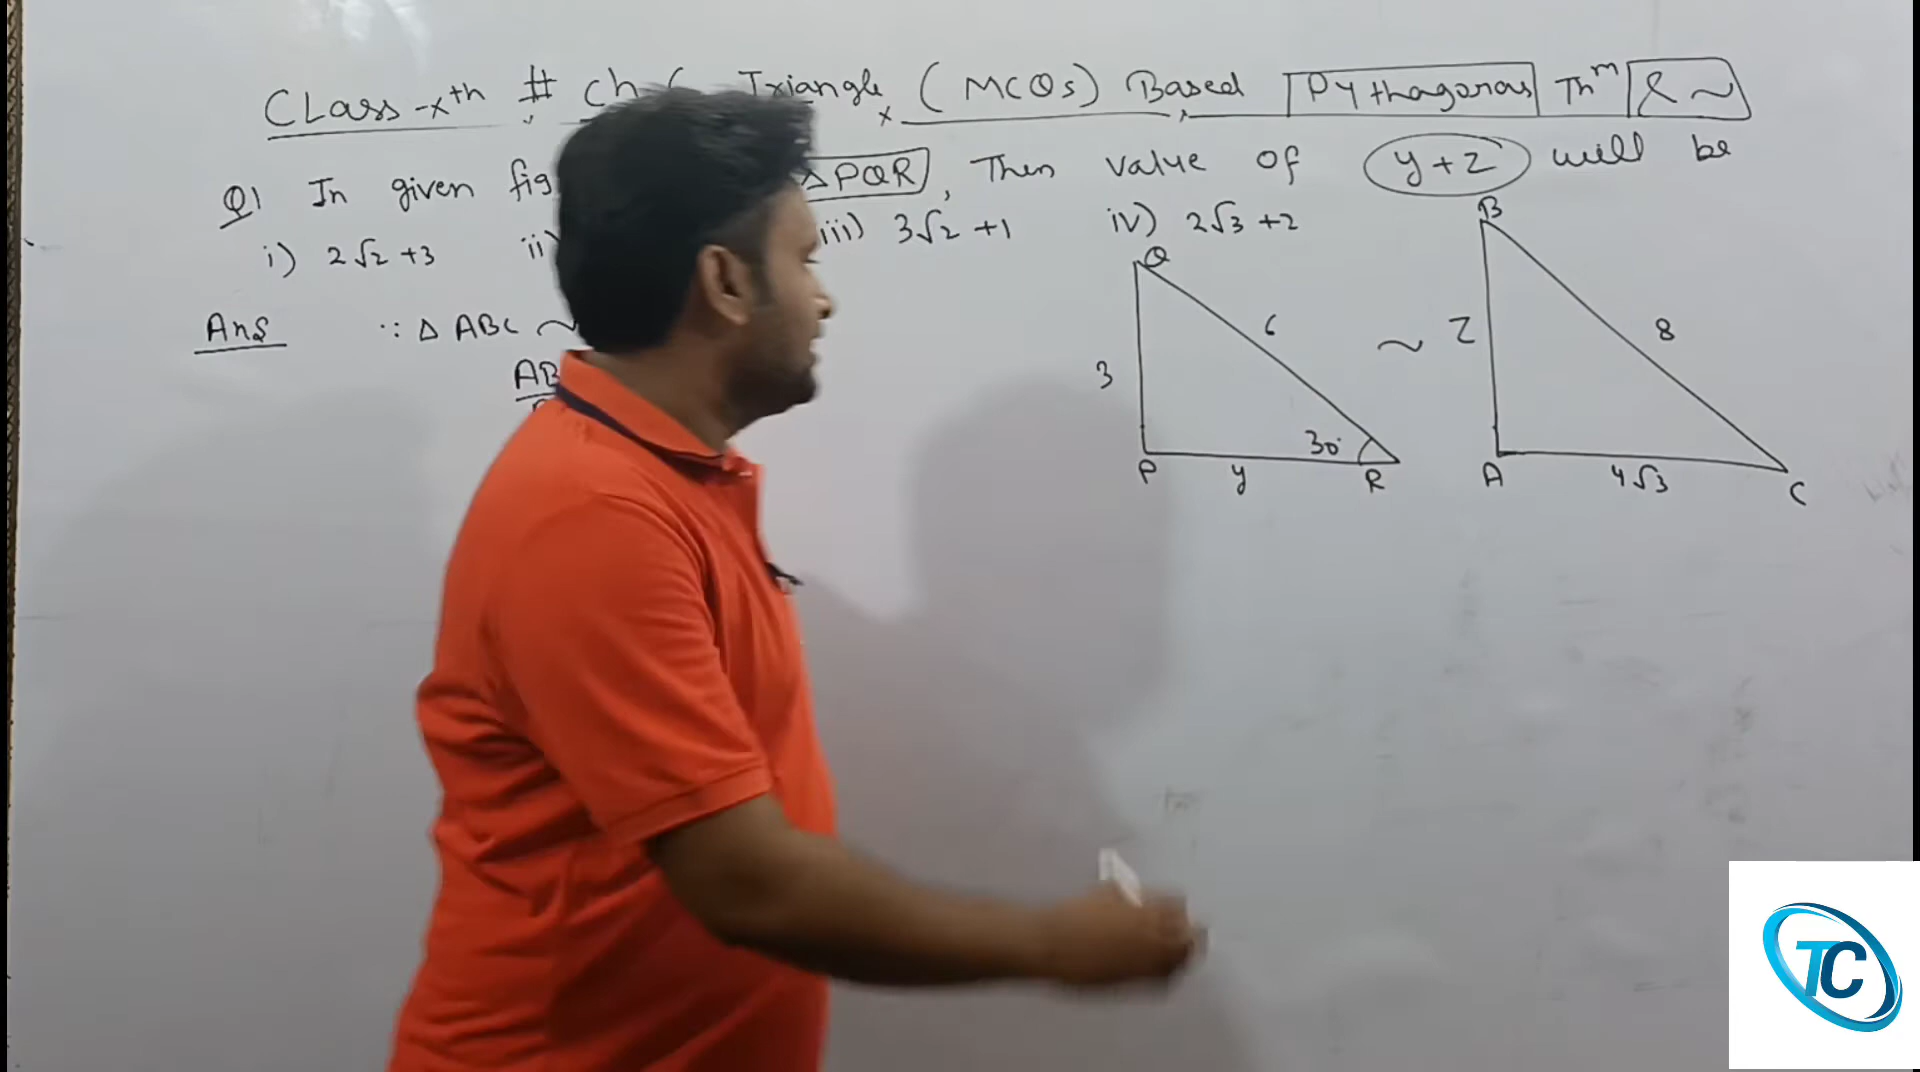 CLass-xth # ch- Triangle (MCQs) Based Pythagoras Thm & ~
Q1 In given fig ΔPQR, Then value of y+z will be
i) 2√2 +3 ii) iii) 3√2 +1 iv) 2√3 +2
Ans ∵ Δ ABC ~
AB
B
Q
3
6
~
z
8
30°
P
y
R
A
4√3
C
TC